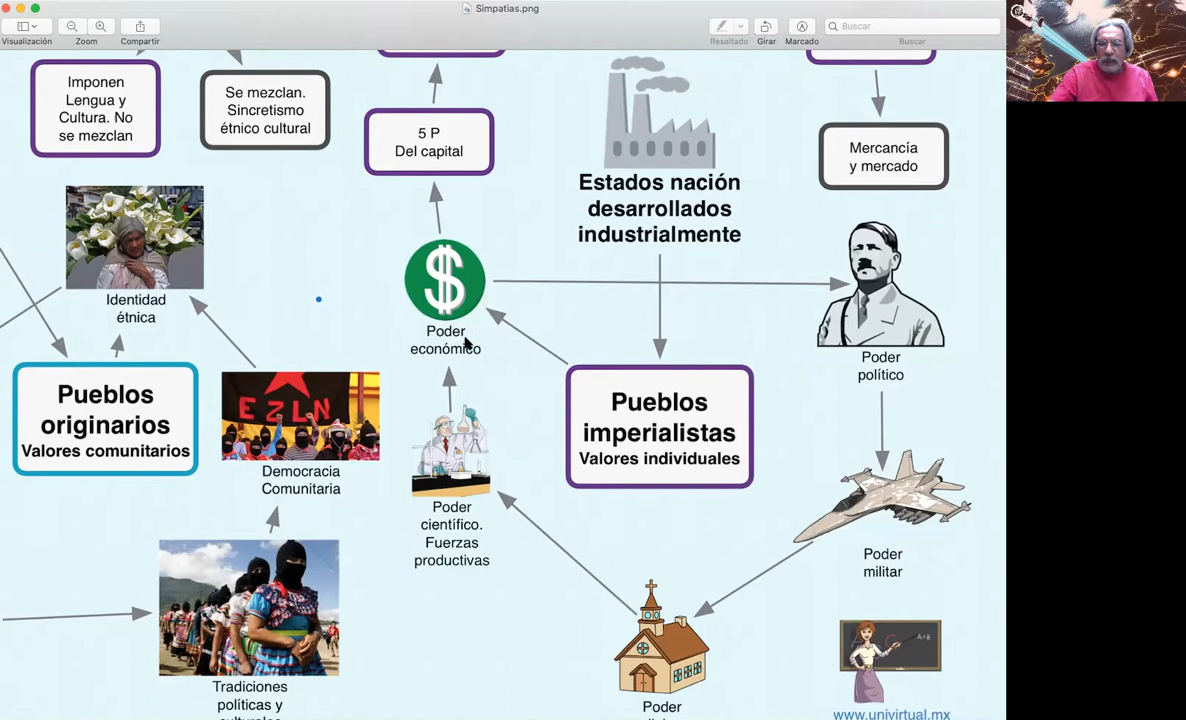 Simpatias.png
Visualización
Zoom
Compartir
Resaltado
Girar
Marcado
Buscar
Buscar
Imponen
Lengua y
Cultura. No
se mezclan
Se mezclan.
Sincretismo
étnico cultural
5 P
Del capital
Estados nación
desarrollados
industrialmente
Mercancía
y mercado
Identidad
étnica
Poder
económico
Poder
político
Pueblos
originarios
Valores comunitarios
EZLN
Democracia
Comunitaria
Pueblos
imperialistas
Valores individuales
Poder
científico.
Fuerzas
productivas
Poder
militar
Tradiciones
políticas y
Poder
www.univirtual.mx